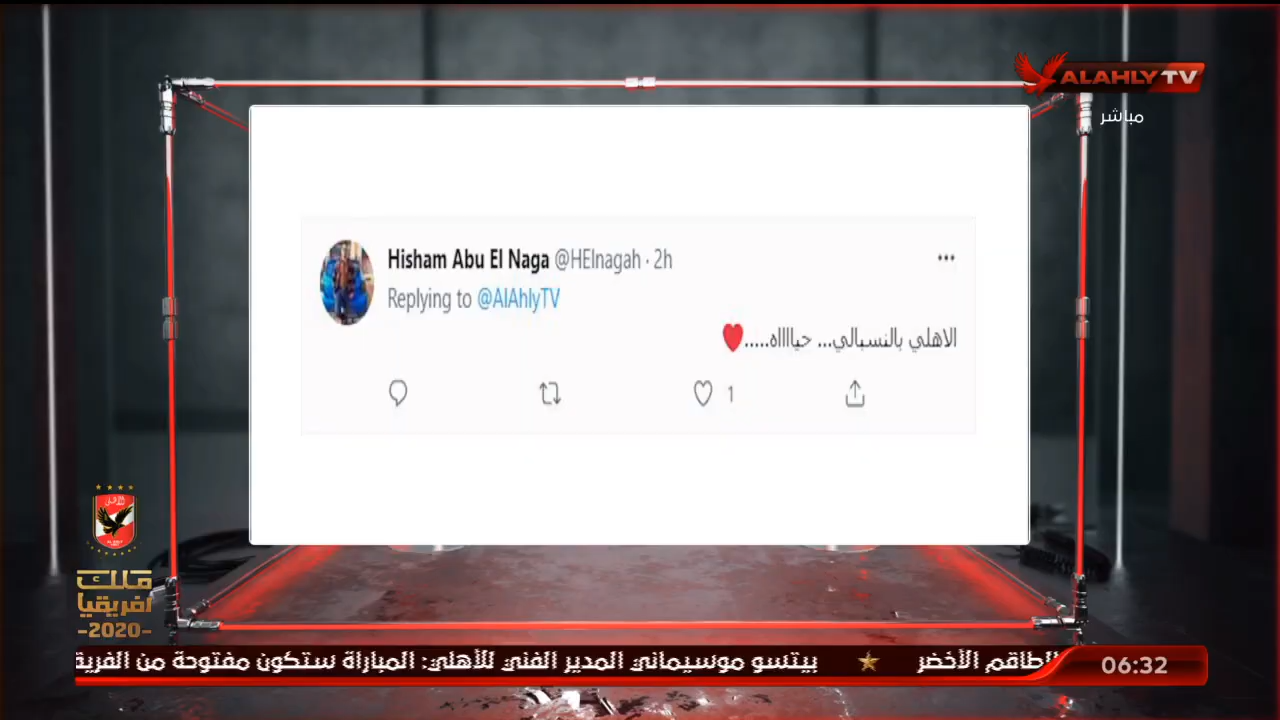 ALAHLY TV
مباشر
Hisham Abu El Naga @HElnagah · 2h
Replying to @AlAhlyTV
الاهلي بالنسبالي... حياااااه.....❤
1
ملك
افريقيا
-2020-
الطاقم الأخضر ★ بيتسو موسيماني المدير الفني للأهلي: المباراة ستكون مفتوحة من الفريق
06:32